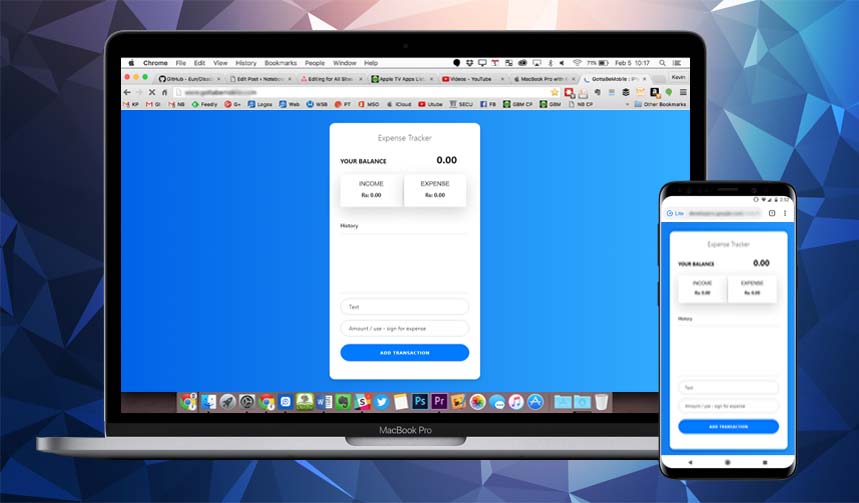 Chrome File Edit View History Bookmarks People Window Help 77% Feb 5 10:17
GitHub - Eun/Disabl Edit Post ‹ Notebook Editing for All Sites Apple TV Apps List Videos - YouTube MacBook Pro with GottaBeMobile Kevin
KP GI NB Feedly G+ Logos Web WSB PT MSO iCloud Utube SECU FB GBM CP GBM NB CP Other Bookmarks
Expense Tracker
YOUR BALANCE 0.00
INCOME EXPENSE
Rs: 0.00 Rs: 0.00
History
Text
Amount / use - sign for expense
ADD TRANSACTION
MacBook Pro
Lite
Expense Tracker
YOUR BALANCE 0.00
INCOME EXPENSE
Rs: 0.00 Rs: 0.00
History
Text
Amount / use - sign for expense
ADD TRANSACTION